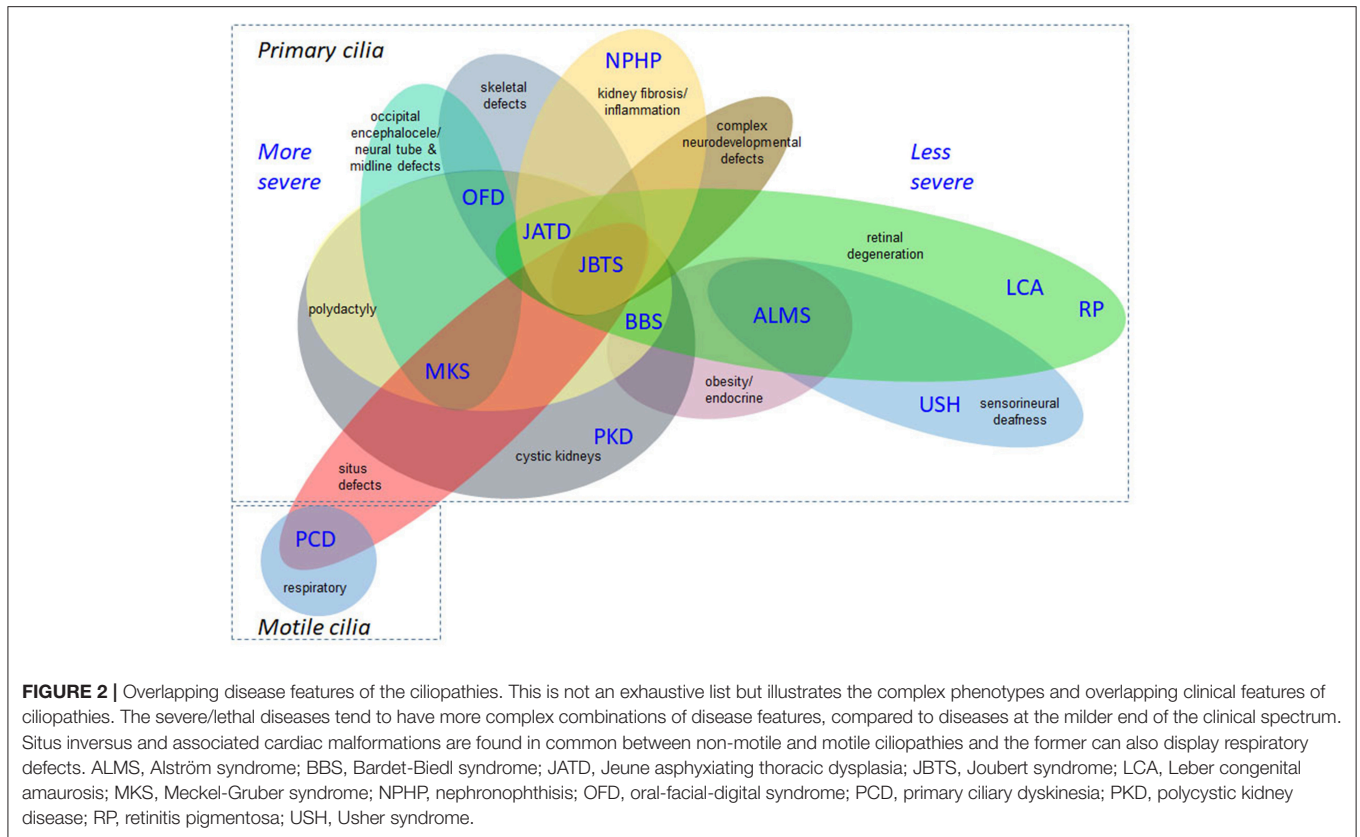 Primary cilia
NPHP
skeletal
defects
kidney fibrosis/
inflammation
occipital
encephalocele/
neural tube &
midline defects
complex
neurodevelopmental
defects
More
severe
Less
severe
OFD
JATD
retinal
degeneration
JBTS
LCA
RP
polydactyly
BBS
ALMS
MKS
obesity/
endocrine
USH
sensorineural
deafness
PKD
cystic kidneys
situs
defects
PCD
respiratory
Motile cilia
FIGURE 2 | Overlapping disease features of the ciliopathies. This is not an exhaustive list but illustrates the complex phenotypes and overlapping clinical features of
ciliopathies. The severe/lethal diseases tend to have more complex combinations of disease features, compared to diseases at the milder end of the clinical spectrum.
Situs inversus and associated cardiac malformations are found in common between non-motile and motile ciliopathies and the former can also display respiratory
defects. ALMS, Alström syndrome; BBS, Bardet-Biedl syndrome; JATD, Jeune asphyxiating thoracic dysplasia; JBTS, Joubert syndrome; LCA, Leber congenital
amaurosis; MKS, Meckel-Gruber syndrome; NPHP, nephronophthisis; OFD, oral-facial-digital syndrome; PCD, primary ciliary dyskinesia; PKD, polycystic kidney
disease; RP, retinitis pigmentosa; USH, Usher syndrome.